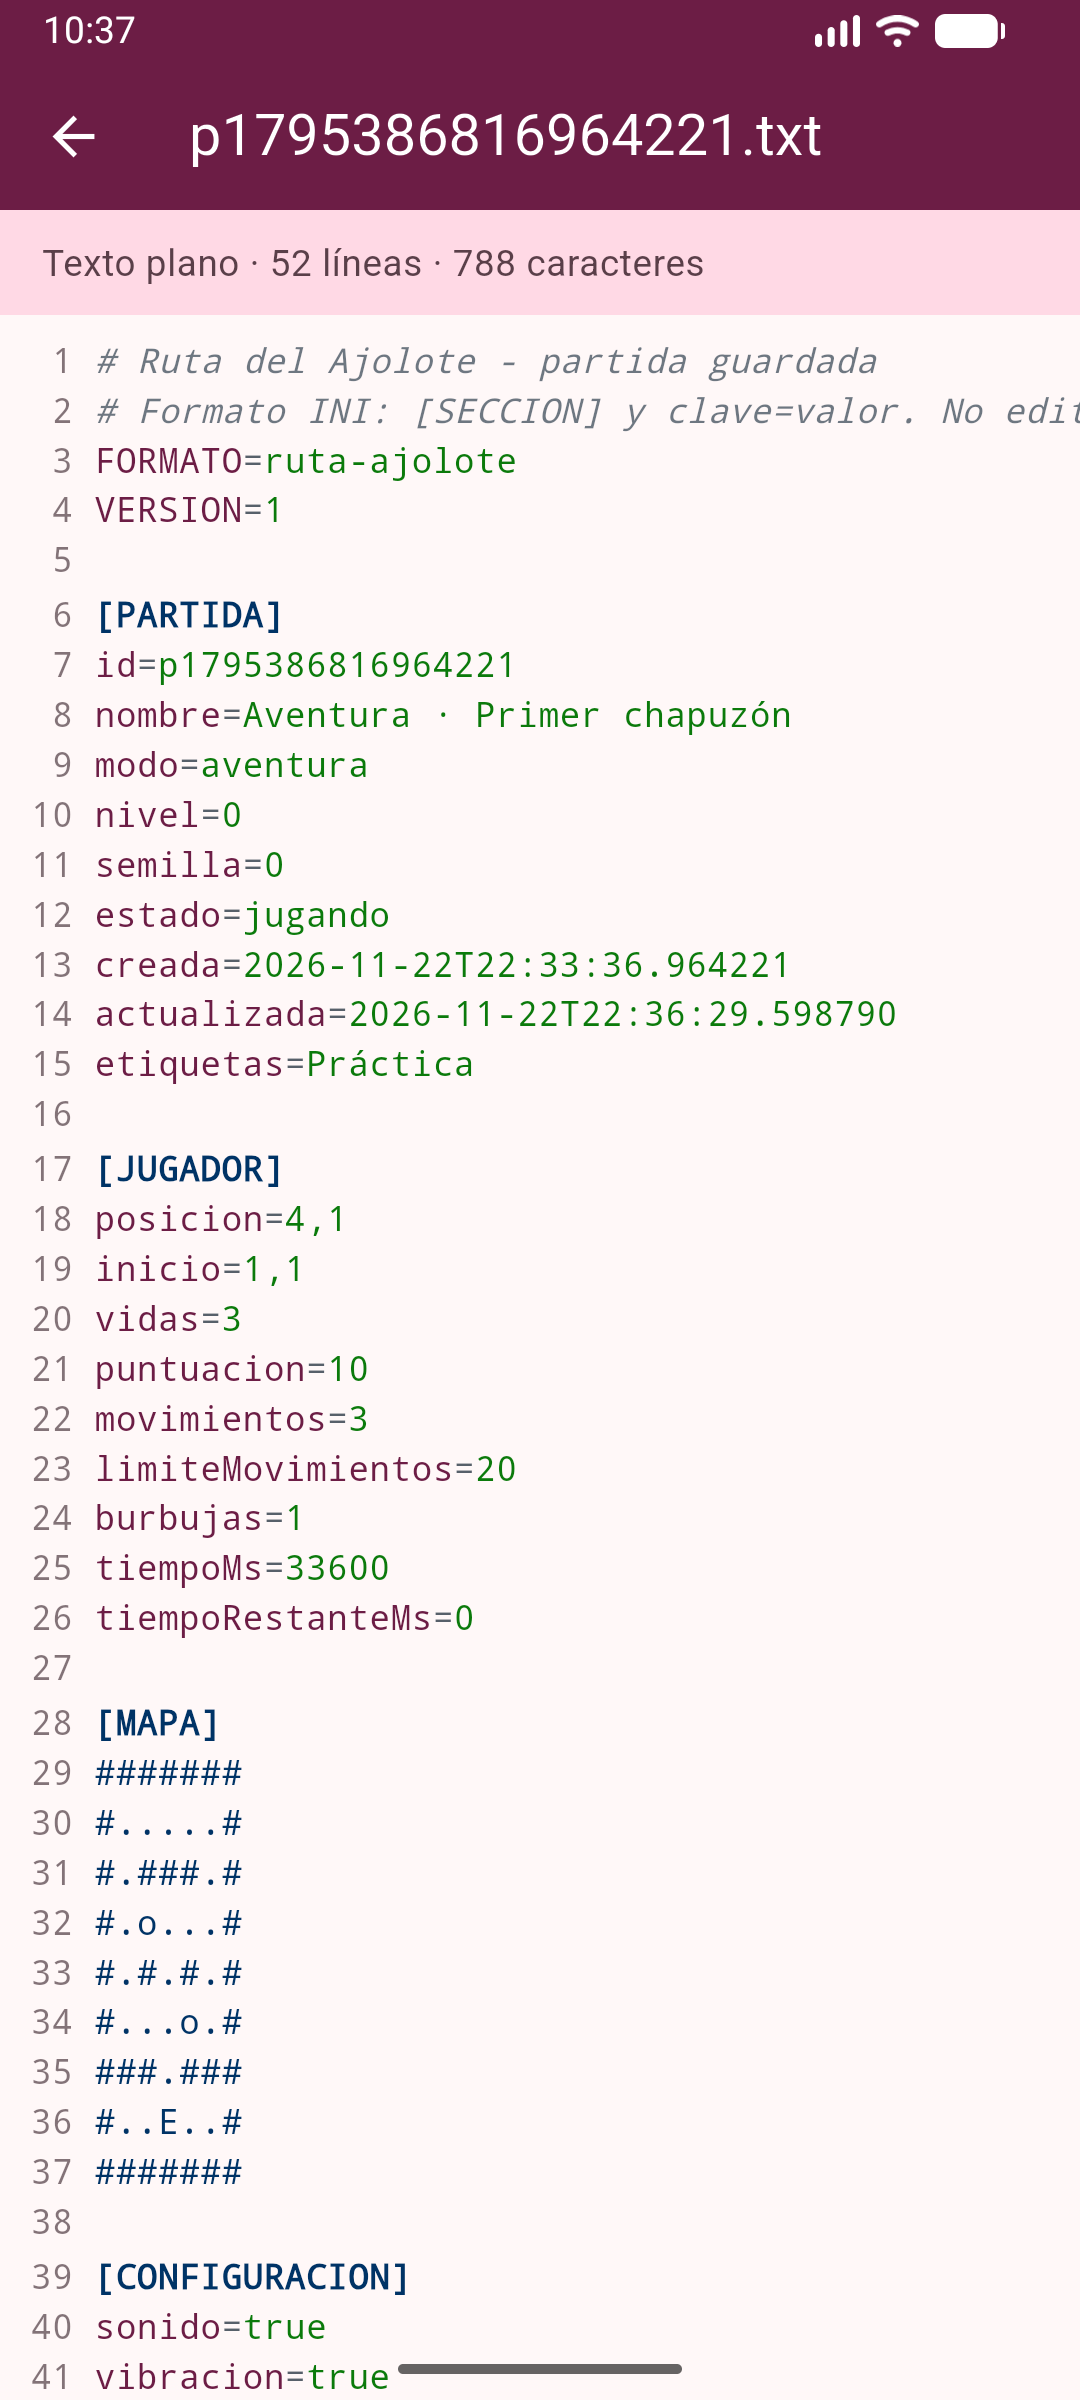 10:37
p1795386816964221.txt
Texto plano · 52 líneas · 788 caracteres
1 # Ruta del Ajolote - partida guardada
2 # Formato INI: [SECCION] y clave=valor. No edit
3 FORMATO=ruta-ajolote
4 VERSION=1
5
6 [PARTIDA]
7 id=p1795386816964221
8 nombre=Aventura · Primer chapuzón
9 modo=aventura
10 nivel=0
11 semilla=0
12 estado=jugando
13 creada=2026-11-22T22:33:36.964221
14 actualizada=2026-11-22T22:36:29.598790
15 etiquetas=Práctica
16
17 [JUGADOR]
18 posicion=4,1
19 inicio=1,1
20 vidas=3
21 puntuacion=10
22 movimientos=3
23 limiteMovimientos=20
24 burbujas=1
25 tiempoMs=33600
26 tiempoRestanteMs=0
27
28 [MAPA]
29 #######
30 #.....#
31 #.###.#
32 #.o...#
33 #.#.#.#
34 #...o.#
35 ###.###
36 #..E..#
37 #######
38
39 [CONFIGURACION]
40 sonido=true
41 vibracion=true